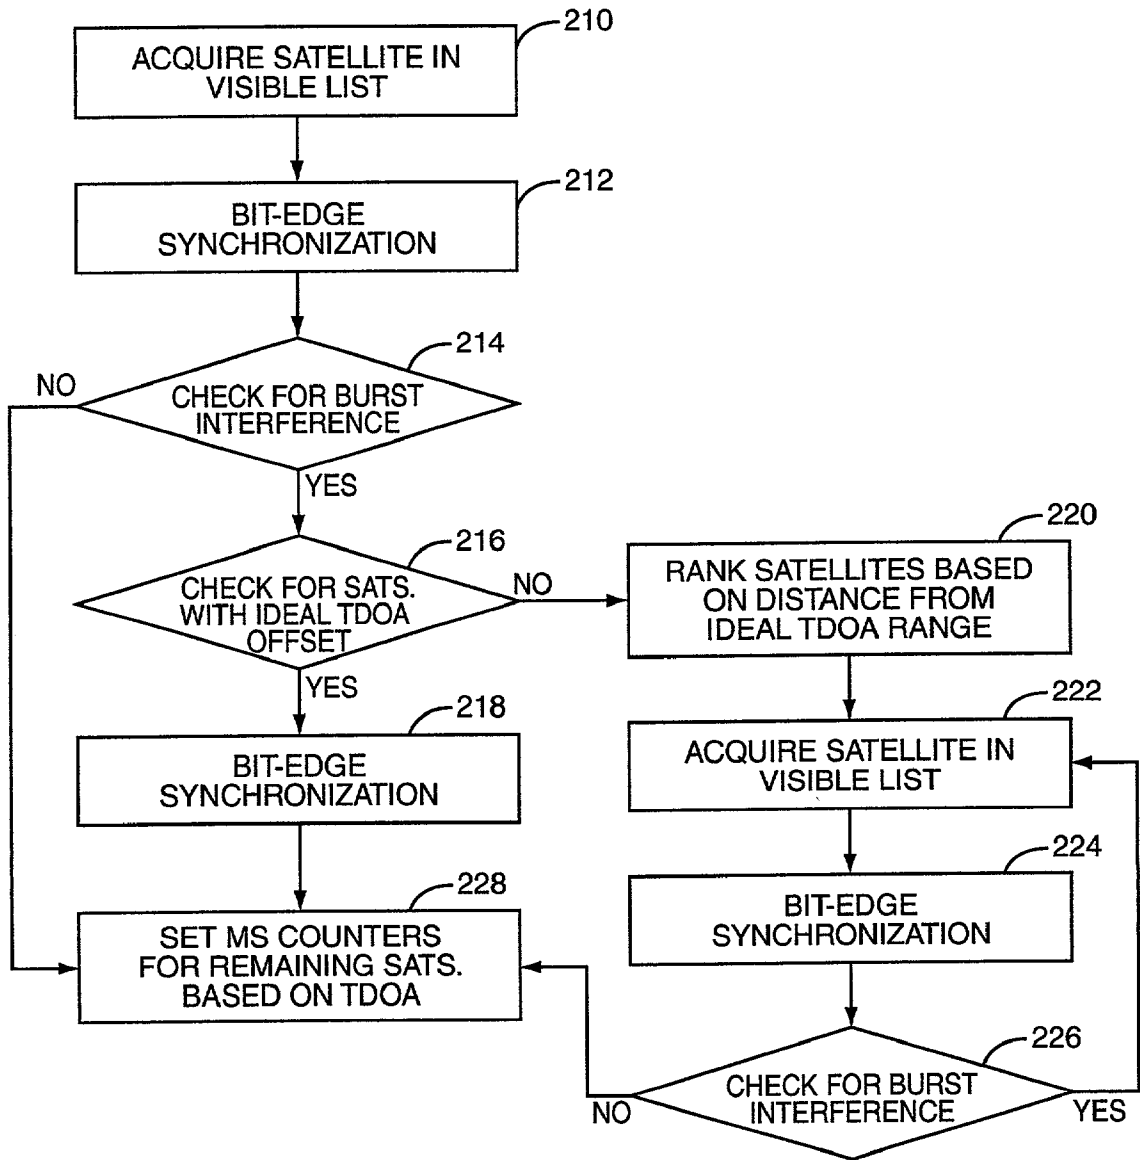 210
ACQUIRE SATELLITE IN
VISIBLE LIST
212
BIT-EDGE
SYNCHRONIZATION
214
NO
CHECK FOR BURST
INTERFERENCE
YES
216
CHECK FOR SATS.
WITH IDEAL TDOA
OFFSET
NO
YES
218
BIT-EDGE
SYNCHRONIZATION
220
RANK SATELLITES BASED
ON DISTANCE FROM
IDEAL TDOA RANGE
222
ACQUIRE SATELLITE IN
VISIBLE LIST
224
BIT-EDGE
SYNCHRONIZATION
226
CHECK FOR BURST
INTERFERENCE
NO
YES
228
SET MS COUNTERS
FOR REMAINING SATS.
BASED ON TDOA